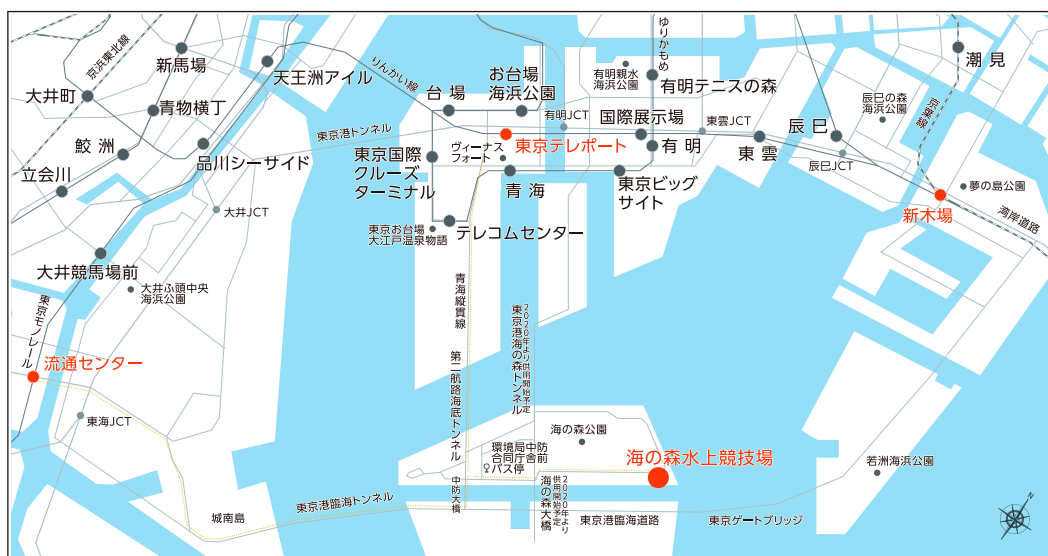 京浜東北線
新馬場
大井町
青物横丁
鮫洲
立会川
品川シーサイド
天王洲アイル
りんかい線
東京港トンネル
大井JCT
大井競馬場前
大井ふ頭中央
海浜公園
東京モノレール
流通センター
東海JCT
城南島
東京港臨海トンネル
台場
お台場
海浜公園
東京テレポート
ヴィーナス
フォート
東京国際
クルーズ
ターミナル
青海
テレコムセンター
東京お台場
大江戸温泉物語
ゆりかもめ
有明親水
海浜公園
有明テニスの森
有明JCT
国際展示場
有明
東京ビッグ
サイト
東雲JCT
東雲
辰巳
辰巳の森
海浜公園
辰巳JCT
潮見
京葉線
夢の島公園
新木場
湾岸道路
青海縦貫線
第二航路海底トンネル
中防大橋
東京港海の森トンネル
2020年より供用開始予定
環境局中防
合同庁舎前
バス停
海の森公園
海の森水上競技場
海の森大橋
2020年より
供用開始予定
東京港臨海道路
東京ゲートブリッジ
若洲海浜公園
N